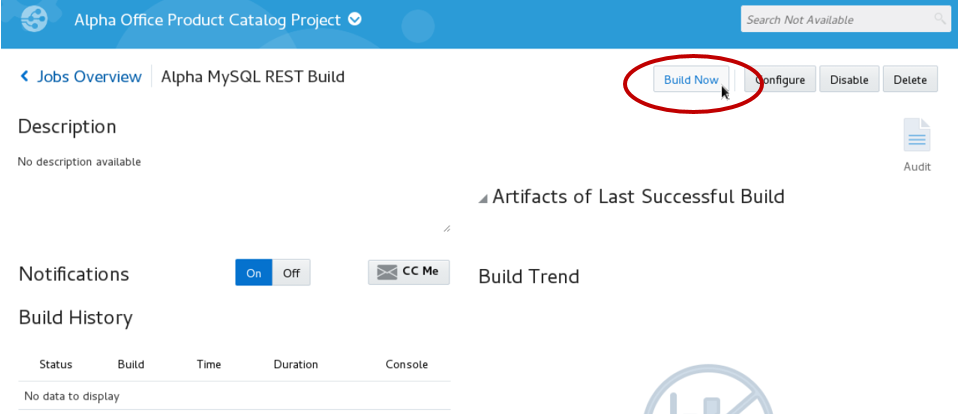 Alpha Office Product Catalog Project
Search Not Available
Jobs Overview Alpha MySQL REST Build
Build Now Configure Disable Delete
Description
No description available
Audit
Artifacts of Last Successful Build
Notifications On Off CC Me
Build Trend
Build History
Status Build Time Duration Console
No data to display